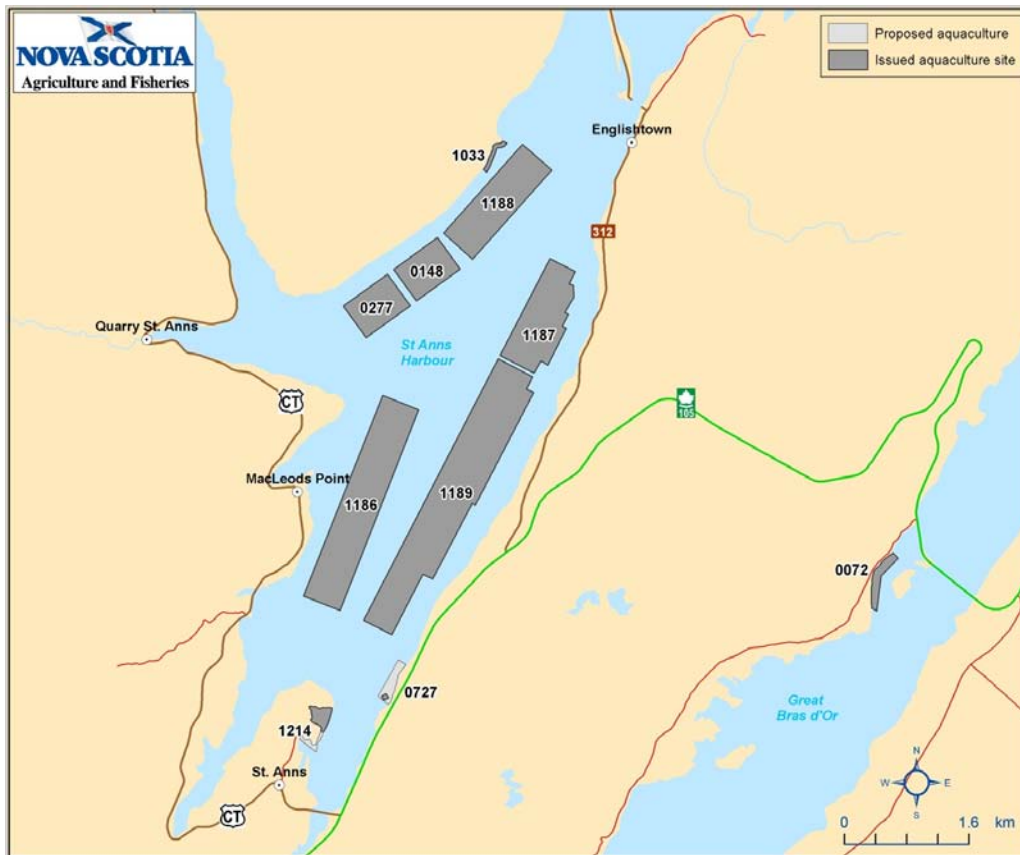 NOVA SCOTIA
Agriculture and Fisheries
Proposed aquaculture
Issued aquaculture site
Englishtown
1033
1188
312
0148
0277
Quarry St. Anns
1187
St Anns
Harbour
CT
105
MacLeods Point
1186
1189
0072
0727
Great
Bras d'Or
1214
St. Anns
CT
N
W
E
S
0
1.6 km